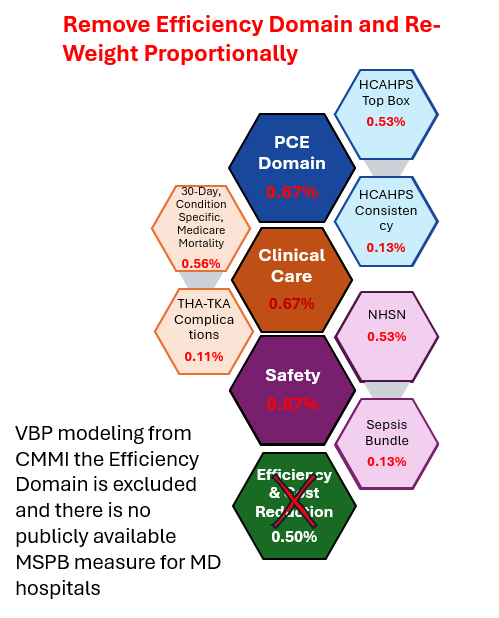 Remove Efficiency Domain and Re-
Weight Proportionally
HCAHPS
Top Box
0.53%
PCE
Domain
0.67%
HCAHPS
Consisten
cy
0.13%
30-Day,
Condition
Specific,
Medicare
Mortality
0.56%
Clinical
Care
0.67%
THA-TKA
Complica
tions
0.11%
NHSN
0.53%
Safety
0.67%
Sepsis
Bundle
0.13%
Efficiency
& Cost
Reduction
0.50%
VBP modeling from
CMMI the Efficiency
Domain is excluded
and there is no
publicly available
MSPB measure for MD
hospitals